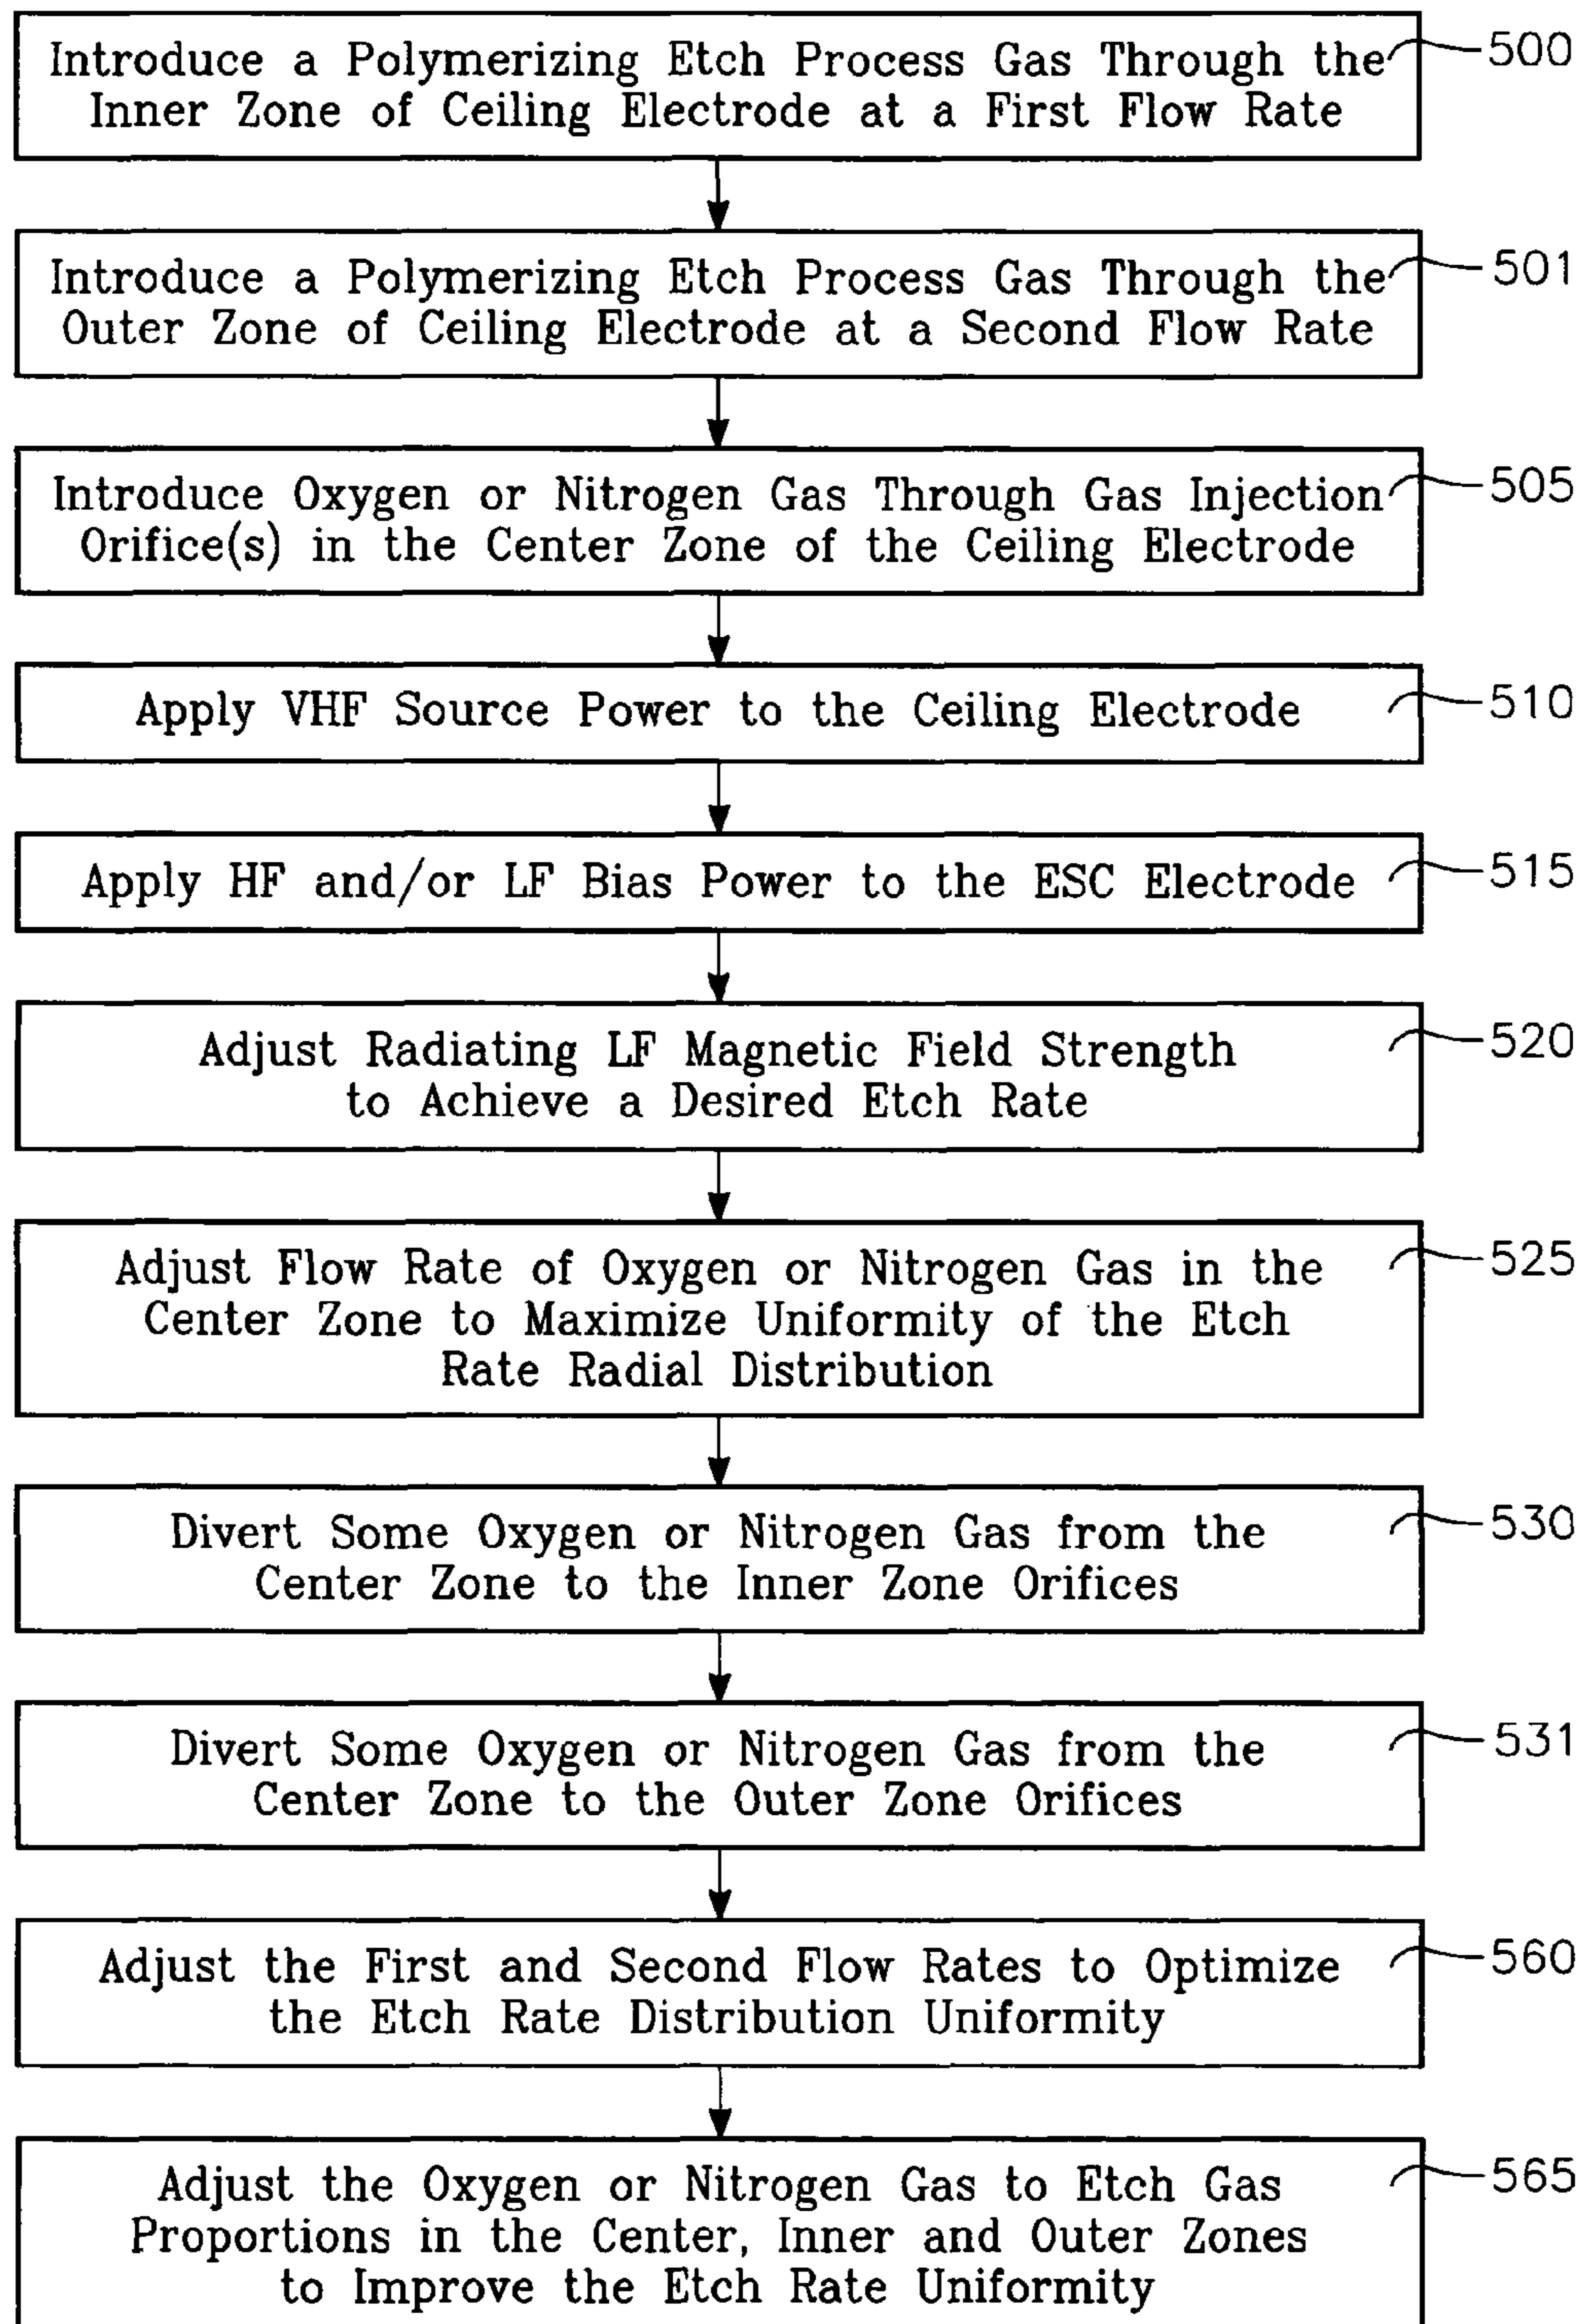 Introduce a Polymerizing Etch Process Gas Through the
Inner Zone of Ceiling Electrode at a First Flow Rate
500
Introduce a Polymerizing Etch Process Gas Through the
Outer Zone of Ceiling Electrode at a Second Flow Rate
501
Introduce Oxygen or Nitrogen Gas Through Gas Injection
Orifice(s) in the Center Zone of the Ceiling Electrode
505
Apply VHF Source Power to the Ceiling Electrode
510
Apply HF and/or LF Bias Power to the ESC Electrode
515
Adjust Radiating LF Magnetic Field Strength
to Achieve a Desired Etch Rate
520
Adjust Flow Rate of Oxygen or Nitrogen Gas in the
Center Zone to Maximize Uniformity of the Etch
Rate Radial Distribution
525
Divert Some Oxygen or Nitrogen Gas from the
Center Zone to the Inner Zone Orifices
530
Divert Some Oxygen or Nitrogen Gas from the
Center Zone to the Outer Zone Orifices
531
Adjust the First and Second Flow Rates to Optimize
the Etch Rate Distribution Uniformity
560
Adjust the Oxygen or Nitrogen Gas to Etch Gas
Proportions in the Center, Inner and Outer Zones
to Improve the Etch Rate Uniformity
565